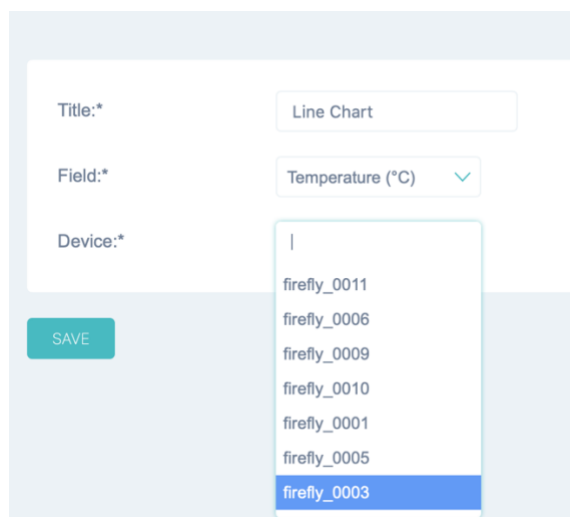 Title:* Line Chart
Field:* Temperature (°C)
Device:*
firefly_0011
firefly_0006
SAVE
firefly_0009
firefly_0010
firefly_0001
firefly_0005
firefly_0003